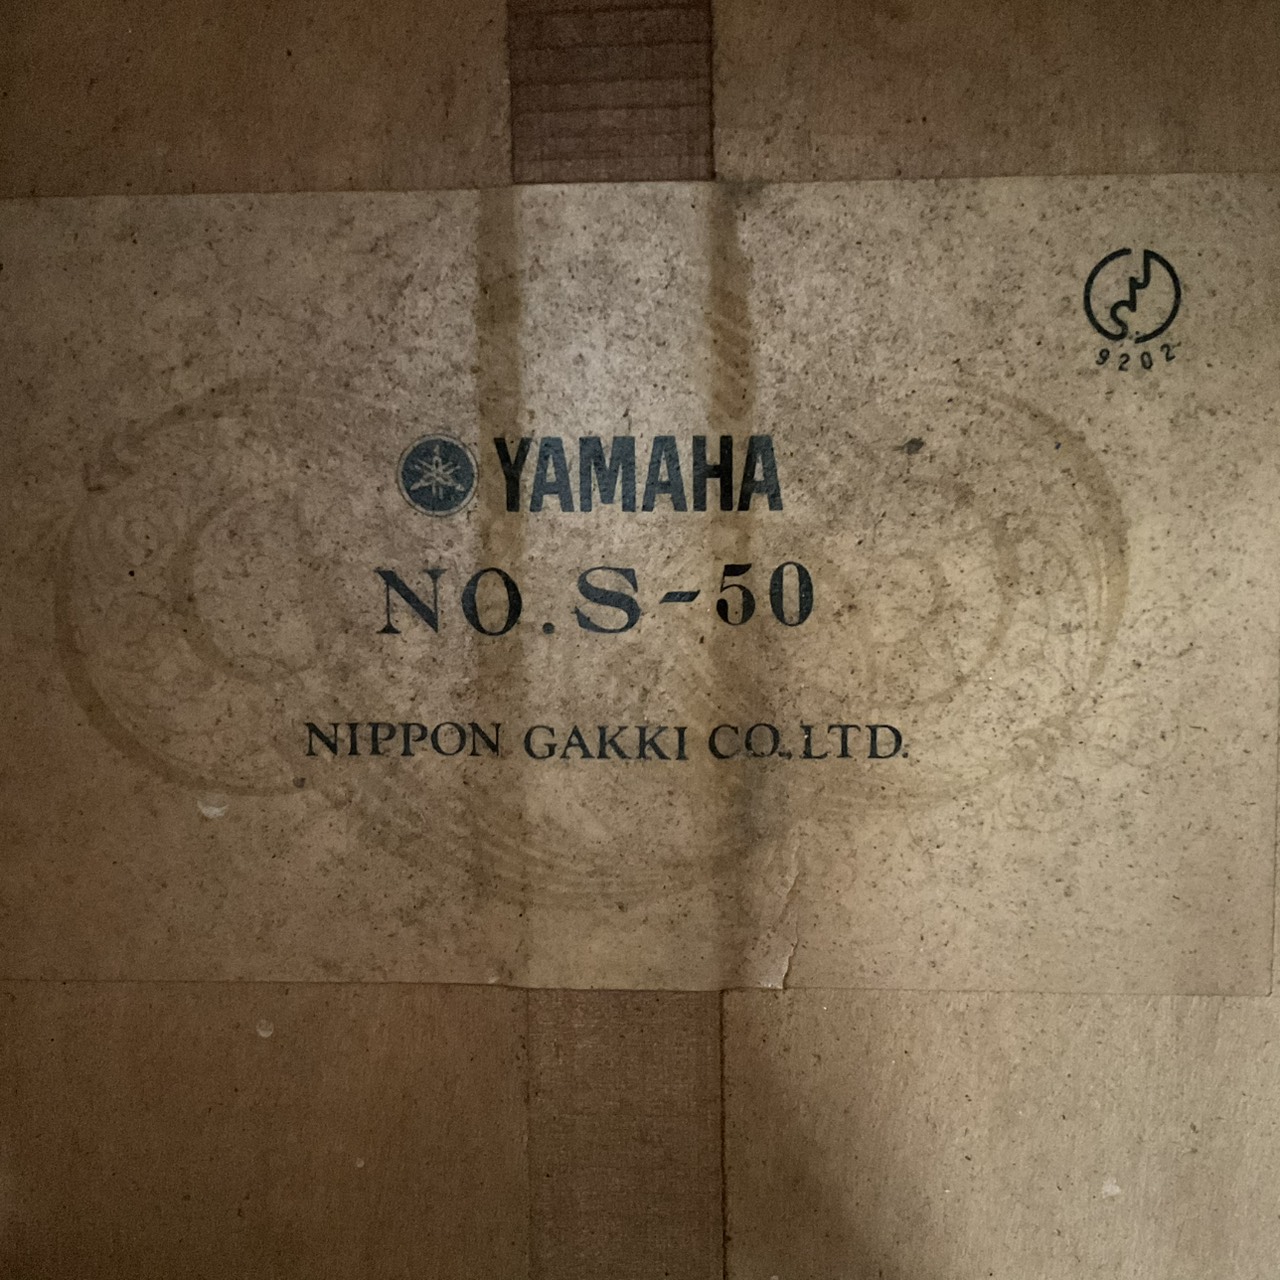 9202
YAMAHA
NO. S-50
NIPPON GAKKI CO., LTD.